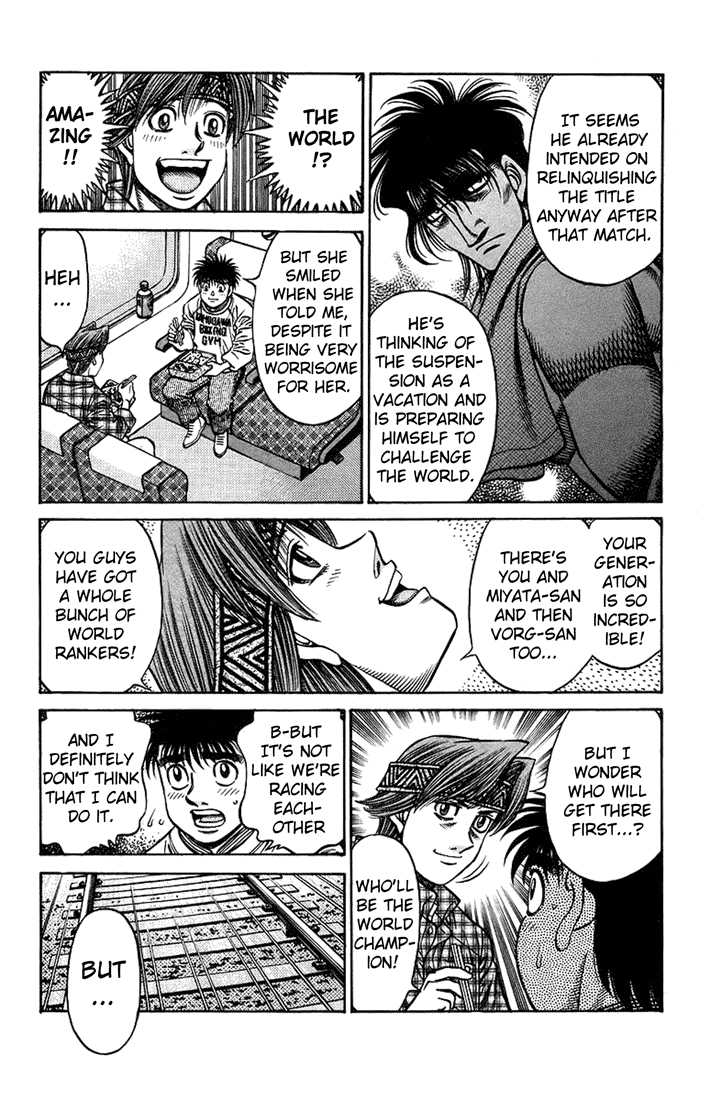 IT SEEMS
HE ALREADY
INTENDED ON
RELINQUISHING
THE TITLE
ANYWAY AFTER
THAT MATCH.
HE'S
THINKING
OF THE
SUSPEN-
SION AS A
VACATION AND
IS PREPARING
HIMSELF TO
CHALLENGE
THE WORLD.
THE
WORLD
!?
AMA-
ZING
!!
BUT SHE
SMILED
WHEN SHE
TOLD ME,
DESPITE IT
BEING VERY
WORRISOME
FOR HER.
KAMOGAWA
BOXING
GYM
HEH
...
YOUR
GENER-
ATION
IS SO
INCRED-
IBLE!
THERE'S
YOU AND
MIYATA-SAN
AND THEN
VORG-SAN
TOO...
YOU GUYS
HAVE GOT
A WHOLE
BUNCH OF
WORLD
RANKERS!
BUT I
WONDER
WHO WILL
GET THERE
FIRST...?
WHO'LL
BE THE
WORLD
CHAMP-
ION!
B-BUT
IT'S NOT
LIKE WE'RE
RACING
EACH-
OTHER
AND I
DEFINITELY
DON'T THINK
THAT I CAN
DO IT.
BUT
...